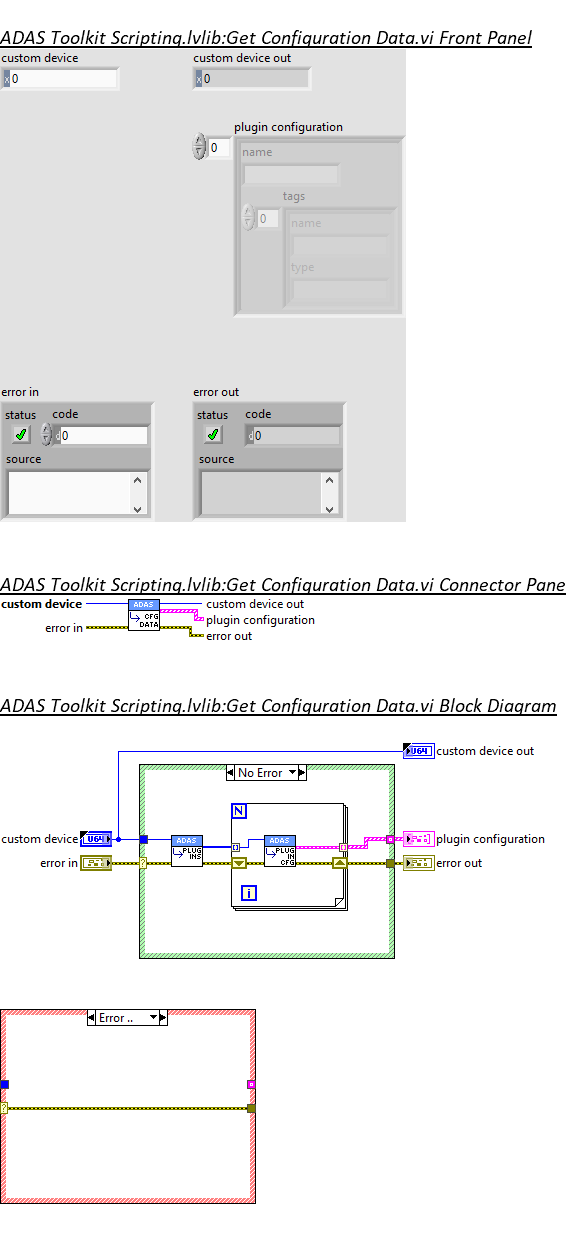 ADAS Toolkit Scripting.lvlib:Get Configuration Data.vi Front Panel
custom device
custom device out
x 0
x 0
plugin configuration
0
name
tags
0
name
type
error in
error out
status
code
status
code
d 0
d 0
source
source
ADAS Toolkit Scripting.lvlib:Get Configuration Data.vi Connector Pane
custom device
ADAS
custom device out
CFG
plugin configuration
error in
DATA
error out
ADAS Toolkit Scripting.lvlib:Get Configuration Data.vi Block Diagram
U64
custom device out
No Error
N
custom device
U64
ADAS
PLUG
INS
[]
ADAS
PLUG
IN
CFG
[]
plugin configuration
error in
?
error out
i
Error ..
?